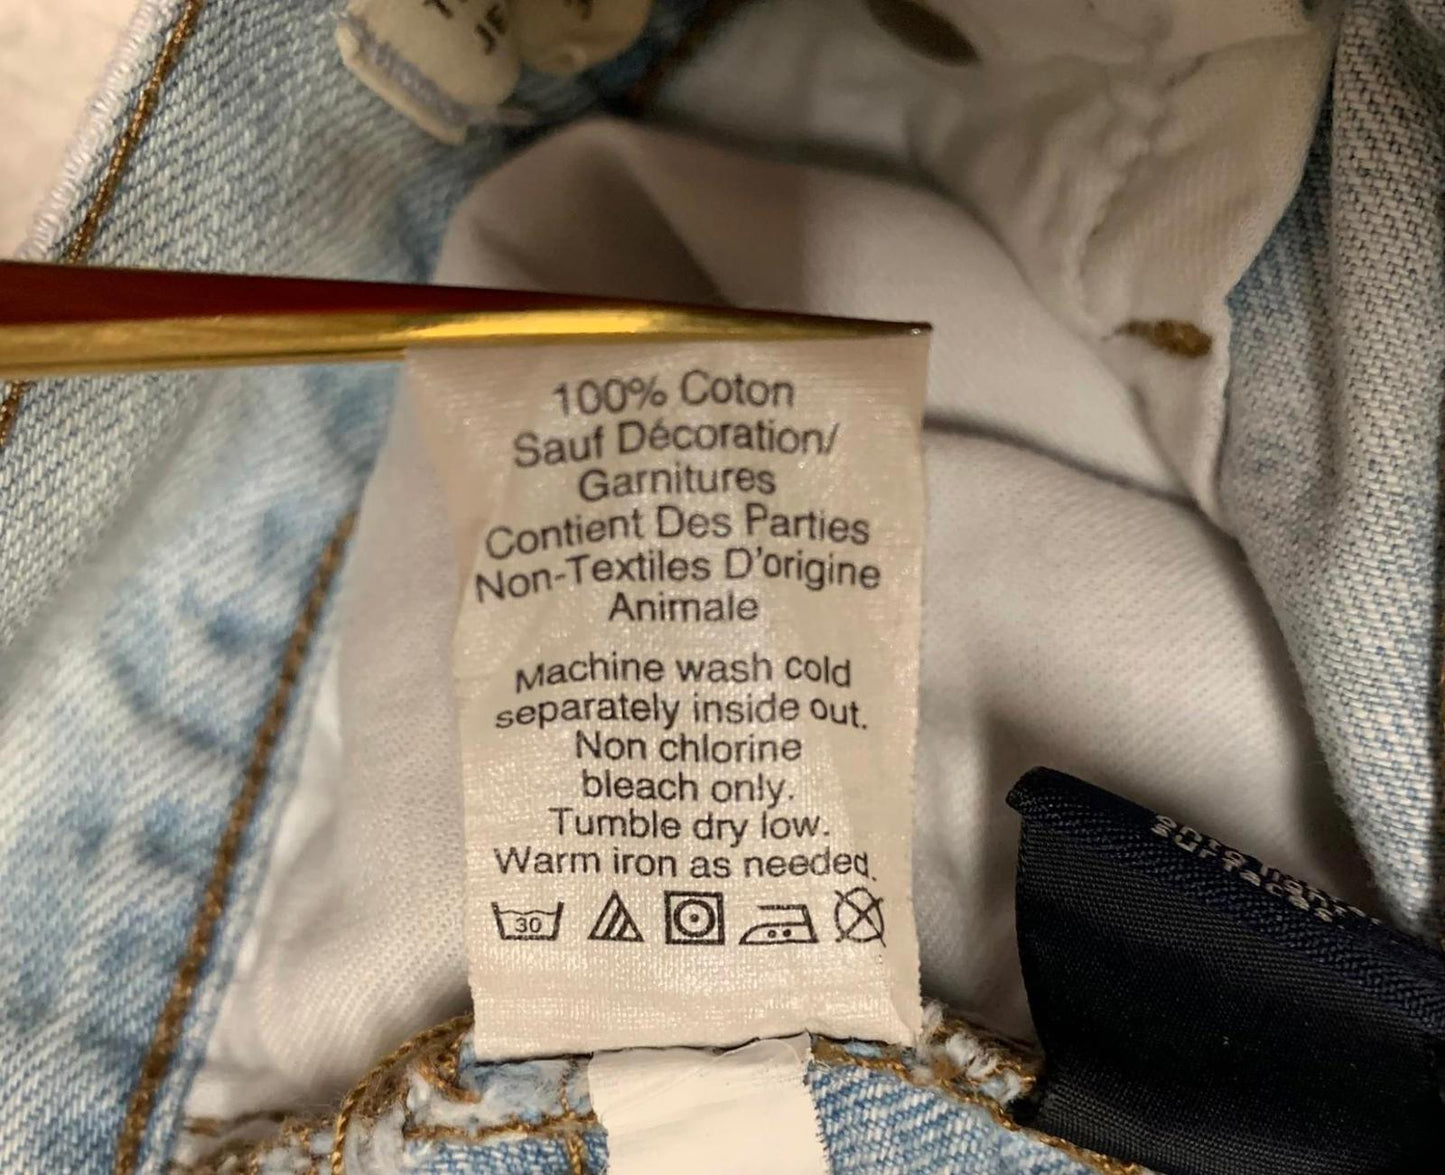 100% Coton
Sauf Décoration/
Garnitures
Contient Des Parties
Non-Textiles D'origine
Animale
Machine wash cold
separately inside out.
Non chlorine
bleach only.
Tumble dry low.
Warm iron as needed.
30
surfaces